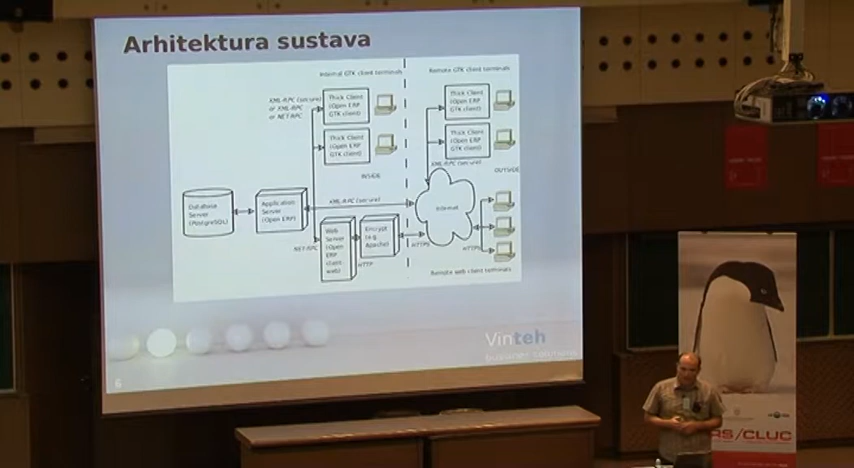 Arhitektura sustava
Internal GTK client terminals
Remote GTK client terminals
XML-RPC (secure)
or XML-RPC
or NET-RPC
Thick Client
(Open ERP
GTK client)
Thick Client
(Open ERP
GTK client)
Thick Client
(Open ERP
GTK client)
Thick Client
(Open ERP
GTK client)
XML-RPC (secure)
INSIDE
OUTSIDE
Database
Server
(PostgreSQL)
Application
Server
(Open ERP)
XML-RPC (secure)
Internet
Web
Server
(Open
ERP
client
web)
Encrypt
(e.g.
Apache)
NET-RPC
HTTP
HTTPS
HTTPS
Remote web client terminals
Vinteh
6
RS/CLUC